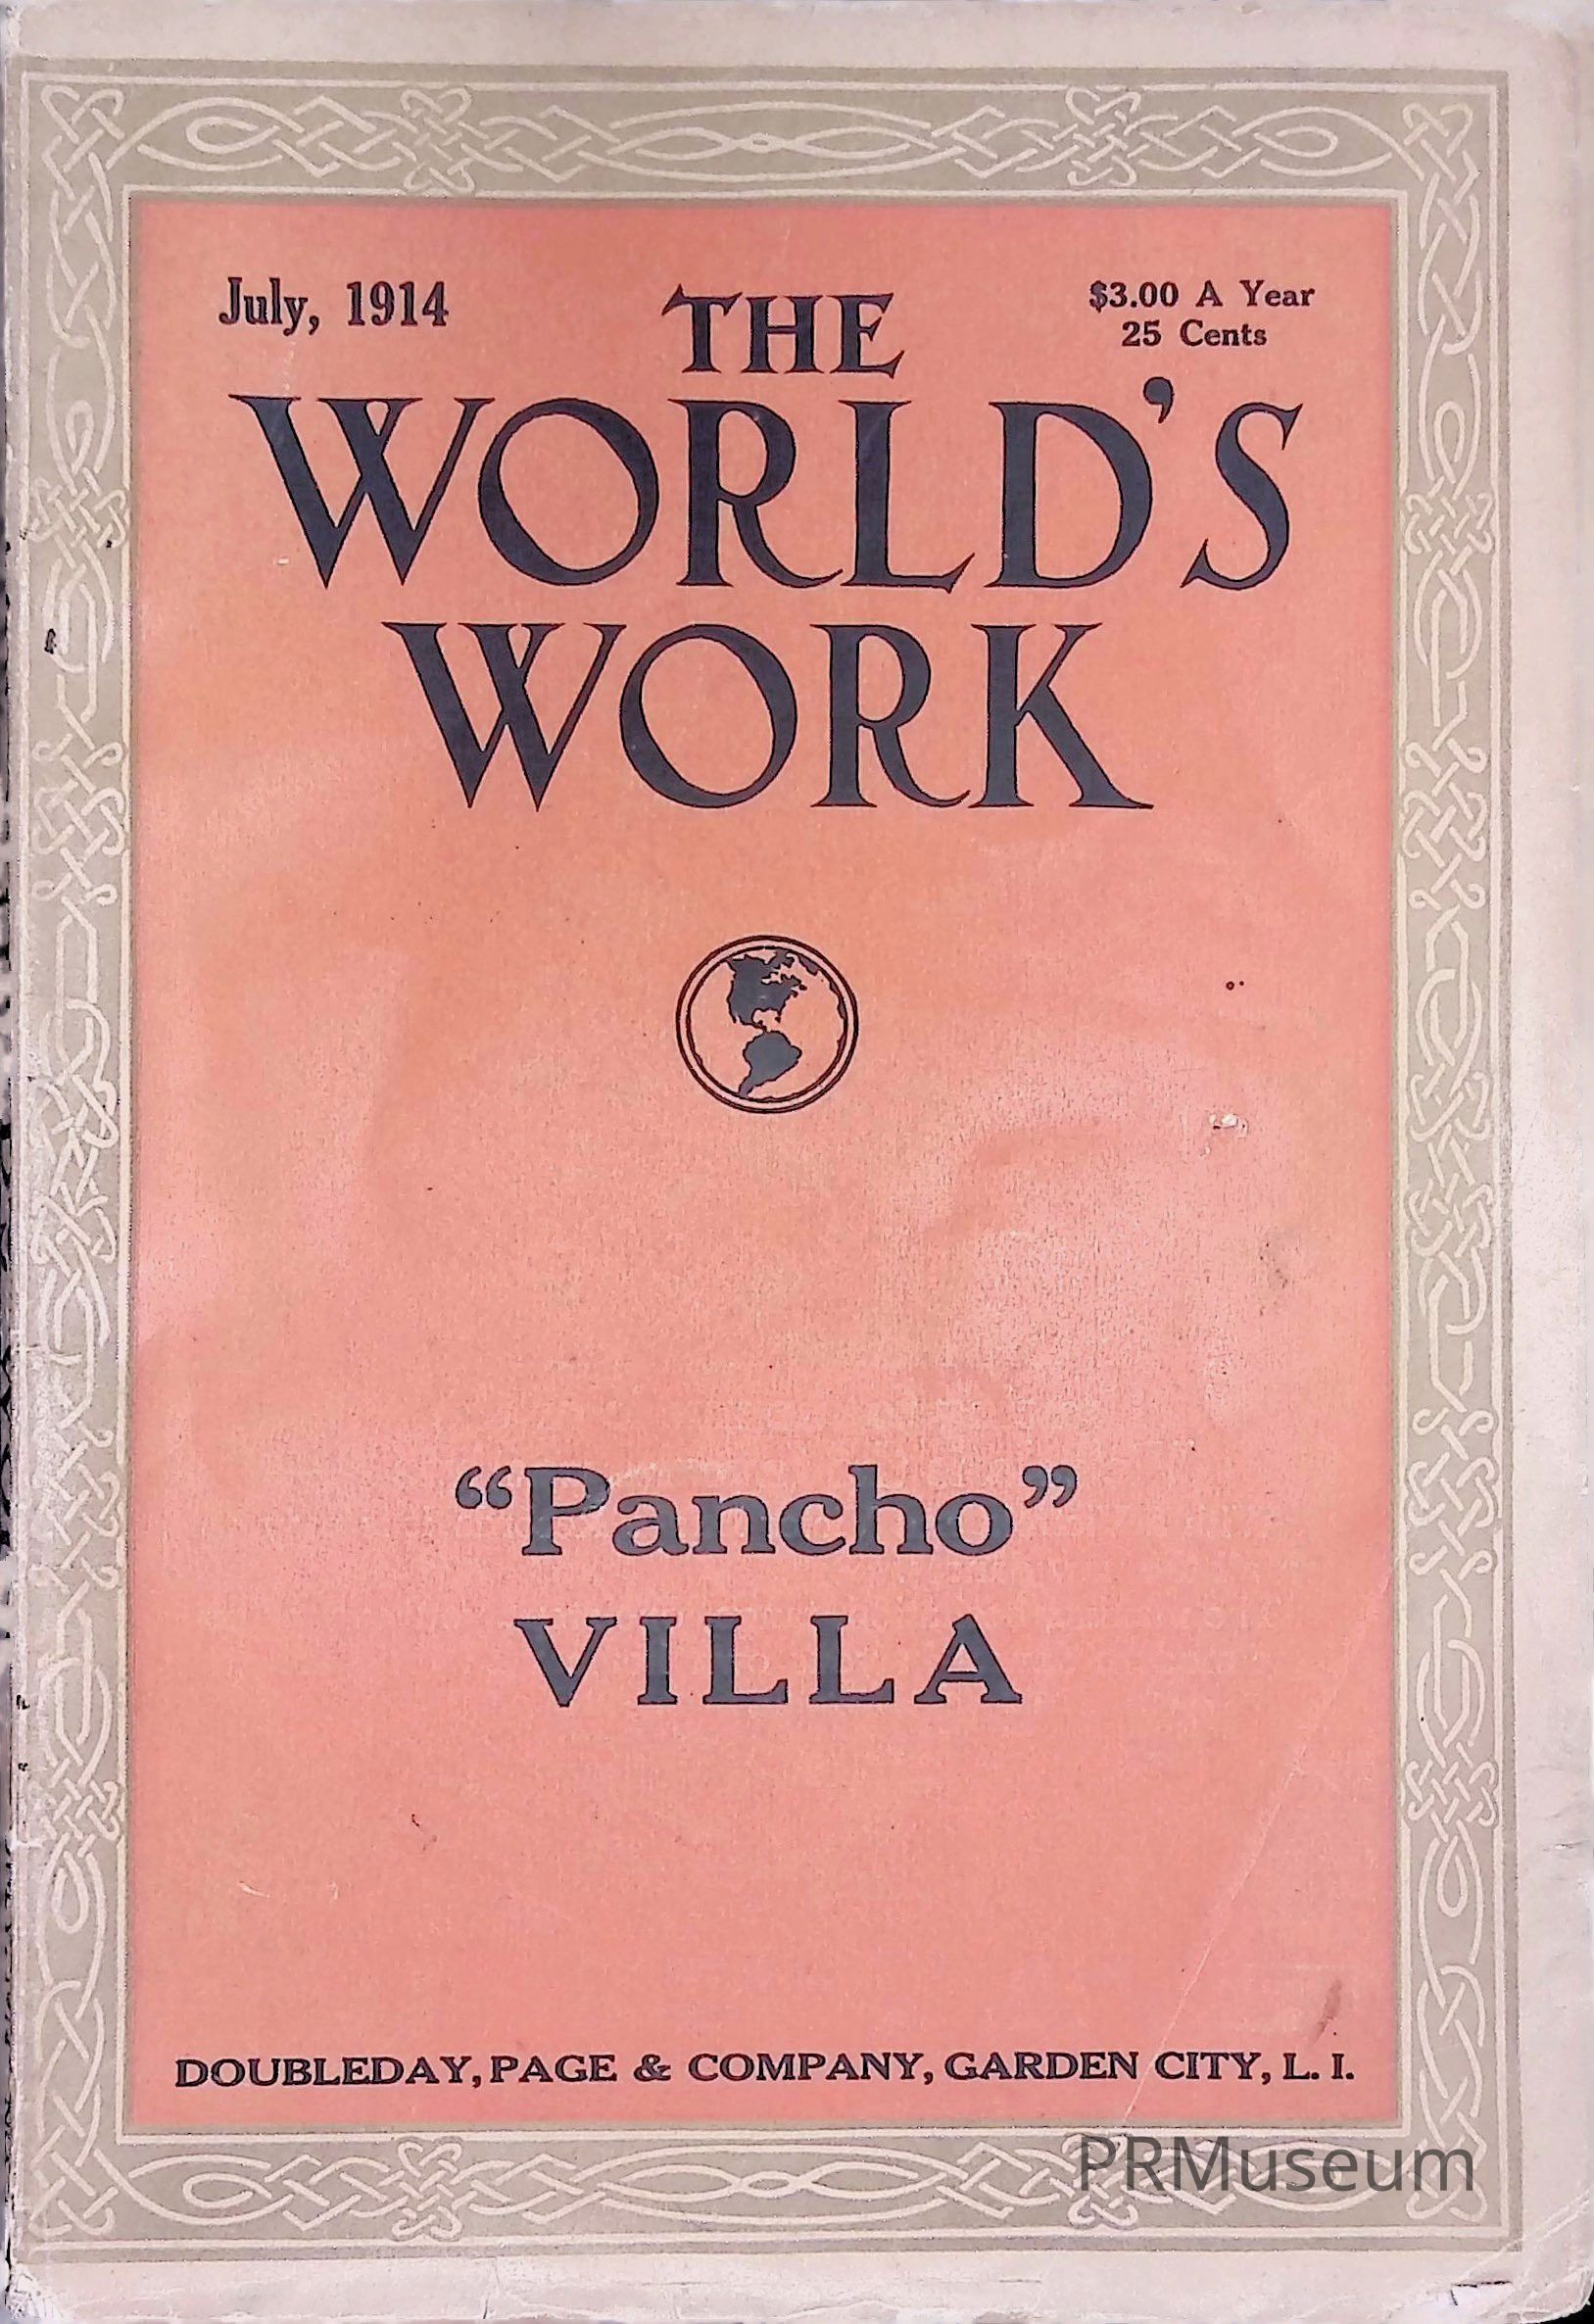 July, 1914
$3.00 A Year
25 Cents
THE
WORLD'S
WORK
“Pancho”
VILLA
DOUBLEDAY, PAGE & COMPANY, GARDEN CITY, L. I.
PRMuseum